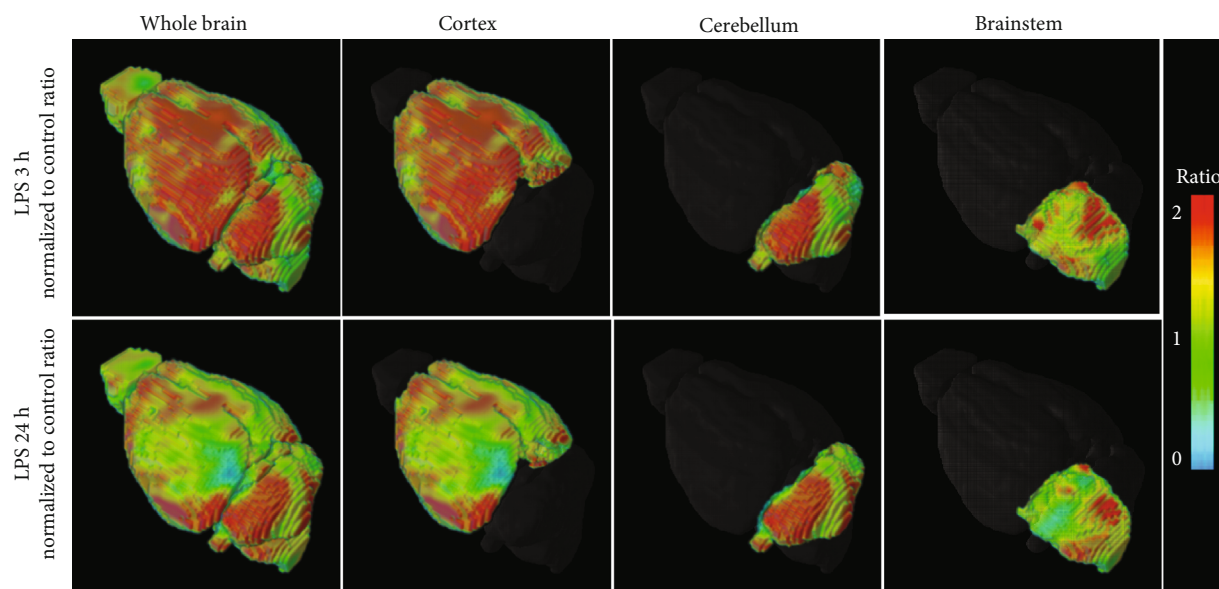 Whole brain
Cortex
Cerebellum
Brainstem
LPS 3 h
normalized to control ratio
LPS 24 h
normalized to control ratio
Ratio
2
1
0